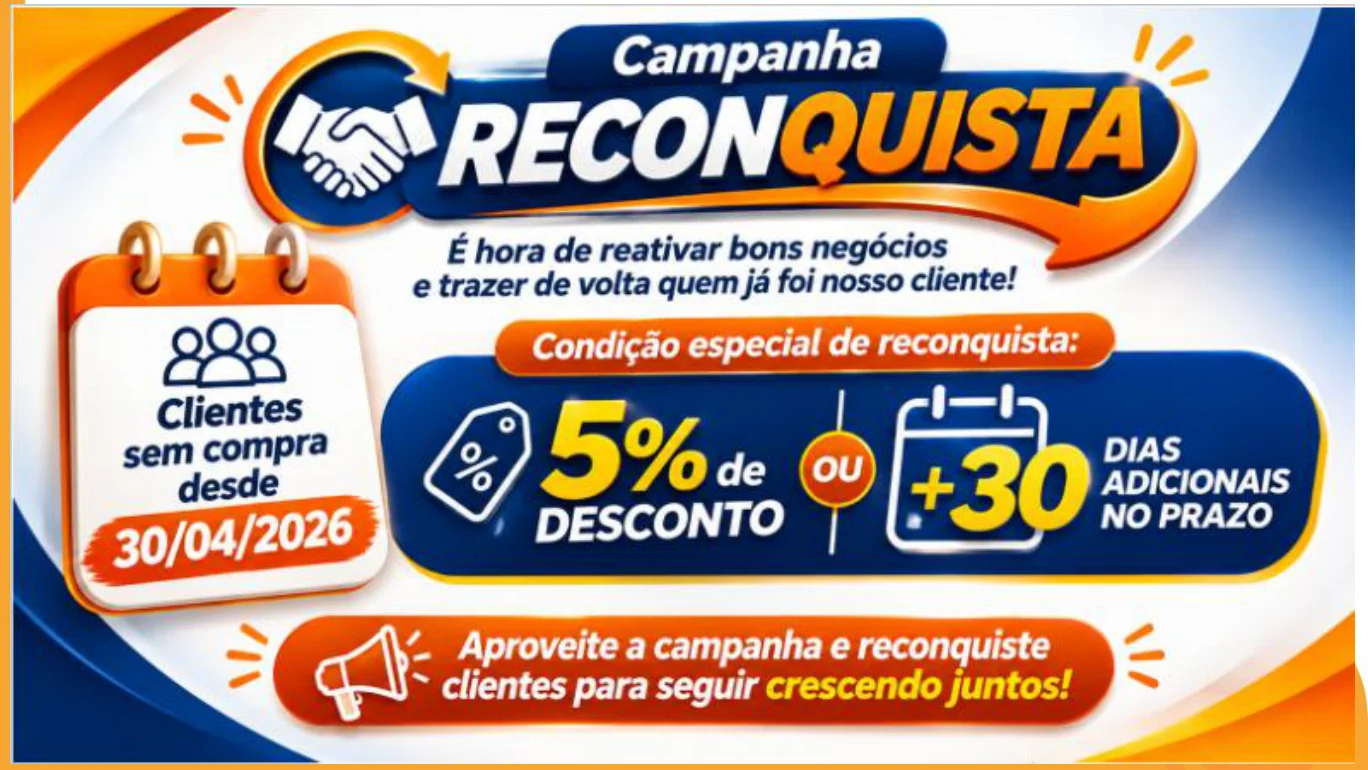 Campanha
RECONQUISTA
É hora de reativar bons negócios
e trazer de volta quem já foi nosso cliente!
Clientes
sem compra
desde
30/04/2026
Condição especial de reconquista:
%
5% de
DESCONTO
OU
+30
DIAS
ADICIONAIS
NO PRAZO
Aproveite a campanha e reconquiste
clientes para seguir crescendo juntos!